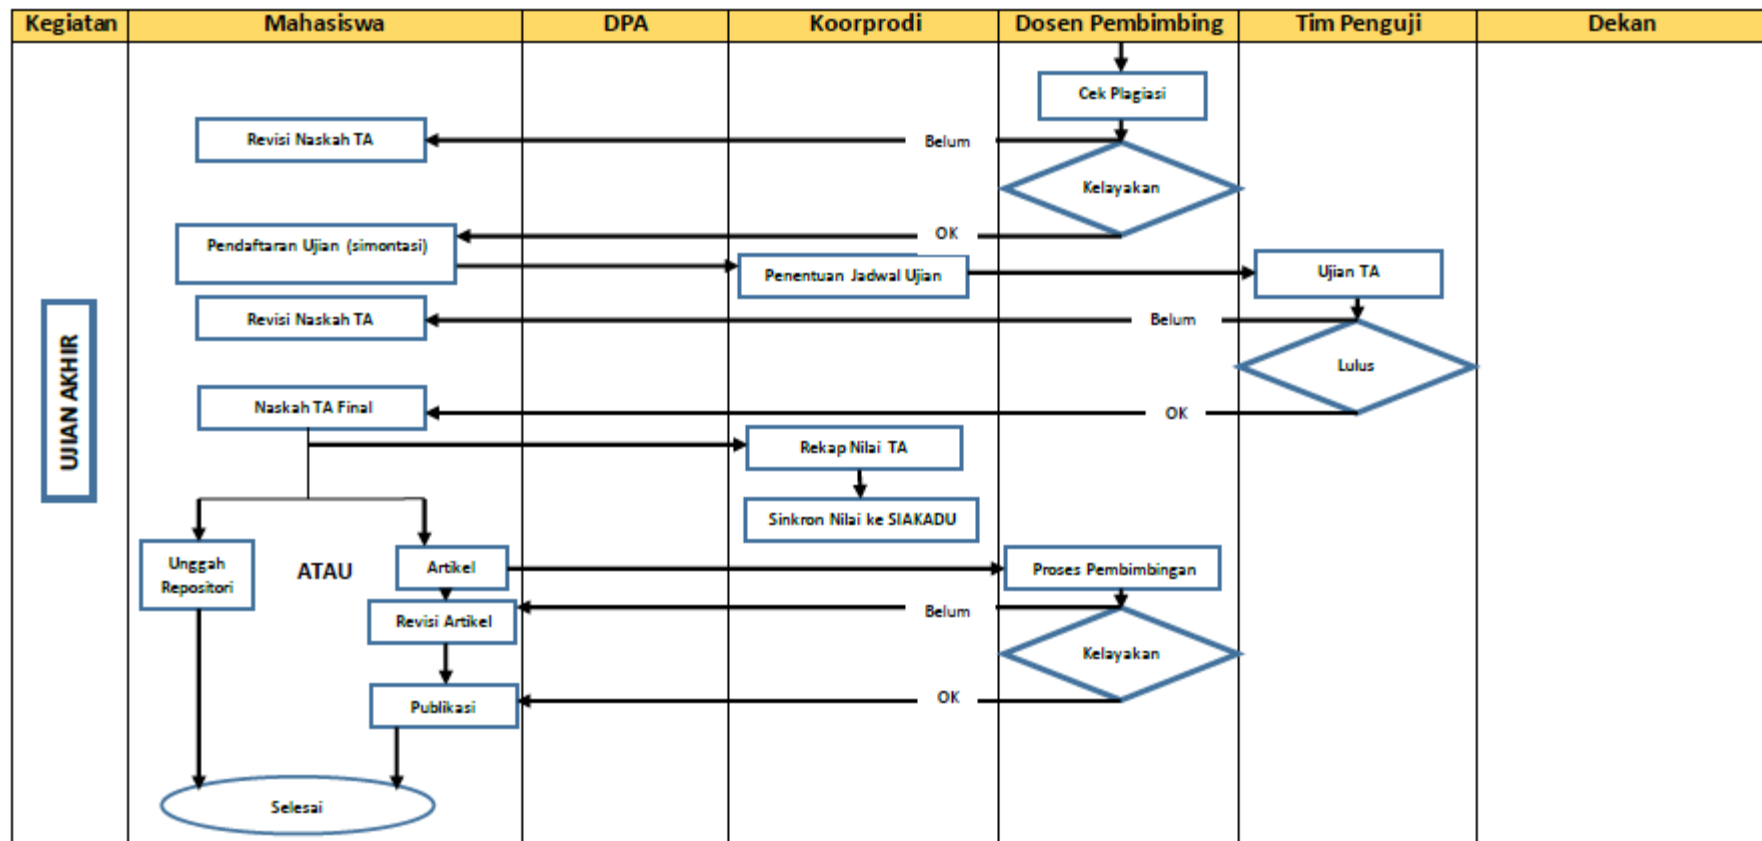 Kegiatan Mahasiswa DPA Koorprodi Dosen Pembimbing Tim Penguji Dekan
Cek Plagiasi
Revisi Naskah TA
Belum
Kelayakan
OK
Pendaftaran Ujian (simontasi)
Penentuan Jadwal Ujian
Ujian TA
Revisi Naskah TA
Belum
Lulus
UJIAN AKHIR
Naskah TA Final
OK
Rekap Nilai TA
Sinkron Nilai ke SIAKADU
Unggah
Repositori
ATAU
Artikel
Proses Pembimbingan
Revisi Artikel
Belum
Kelayakan
Publikasi
OK
Selesai